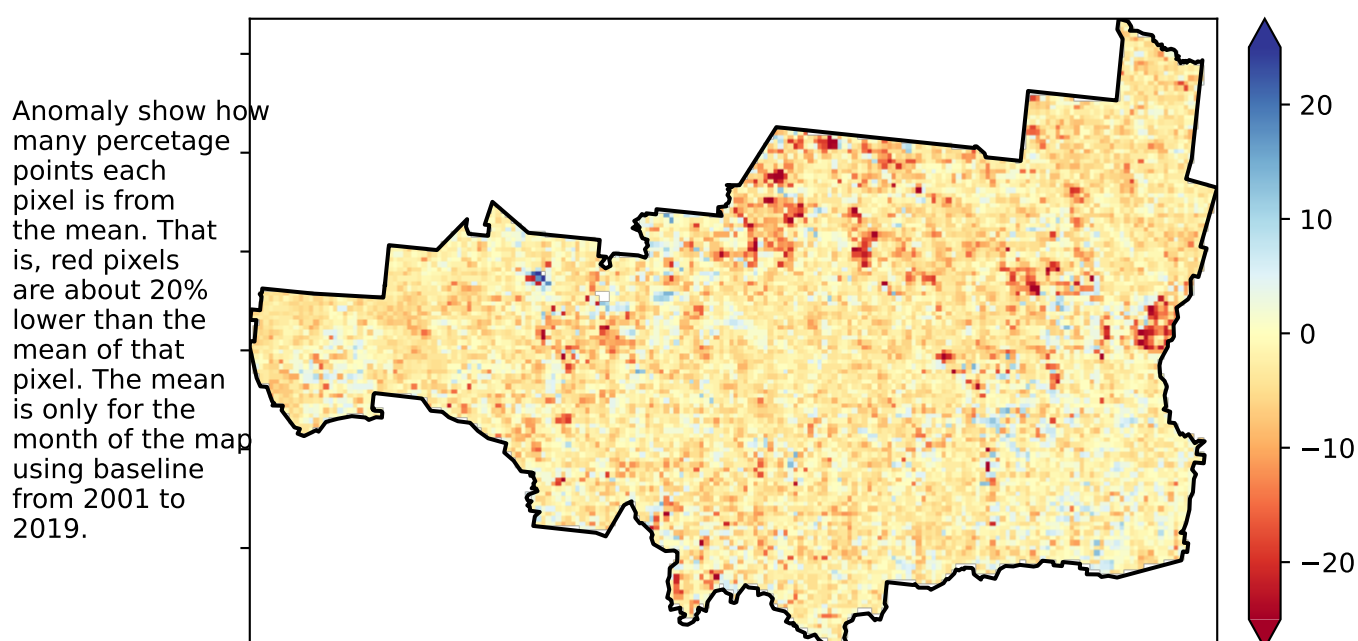 Anomaly show how
many percetage
points each
pixel is from
the mean. That
is, red pixels
are about 20%
lower than the
mean of that
pixel. The mean
is only for the
month of the map
using baseline
from 2001 to
2019.
20
10
0
−10
−20